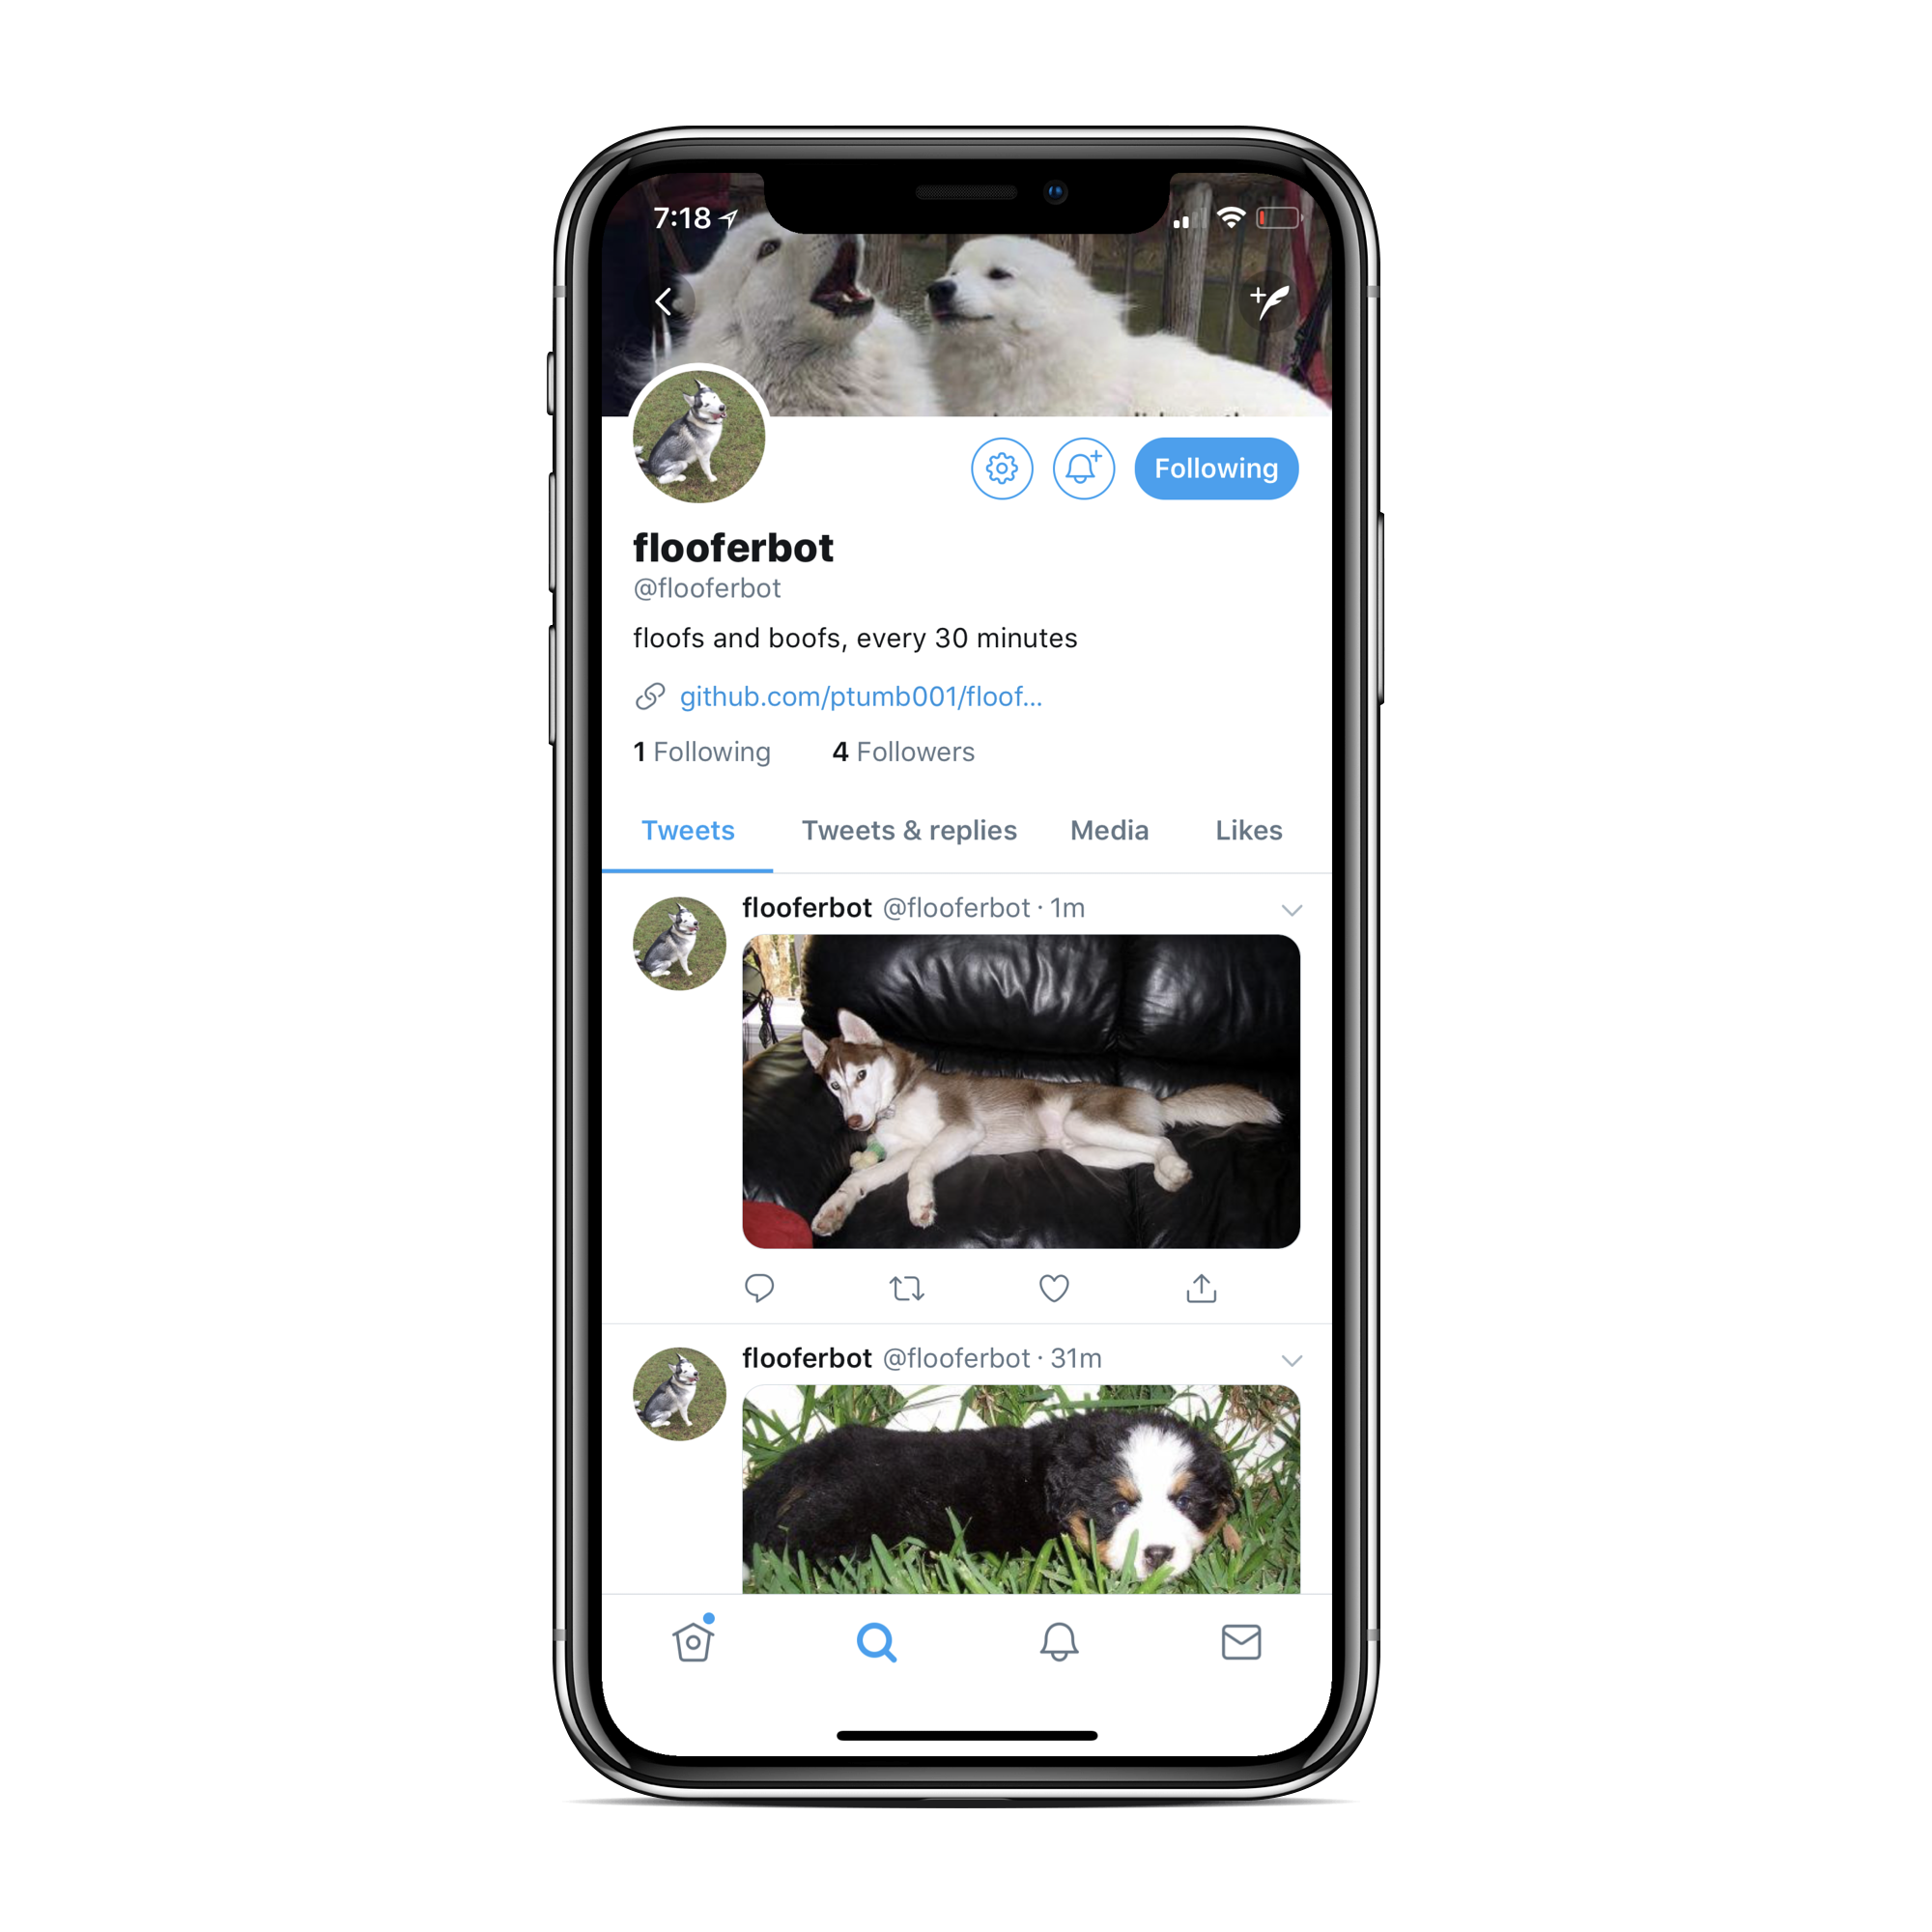 7:18
Following
flooferbot
@flooferbot
floofs and boofs, every 30 minutes
github.com/ptumb001/floof...
1 Following 4 Followers
Tweets Tweets & replies Media Likes
flooferbot @flooferbot · 1m
flooferbot @flooferbot · 31m